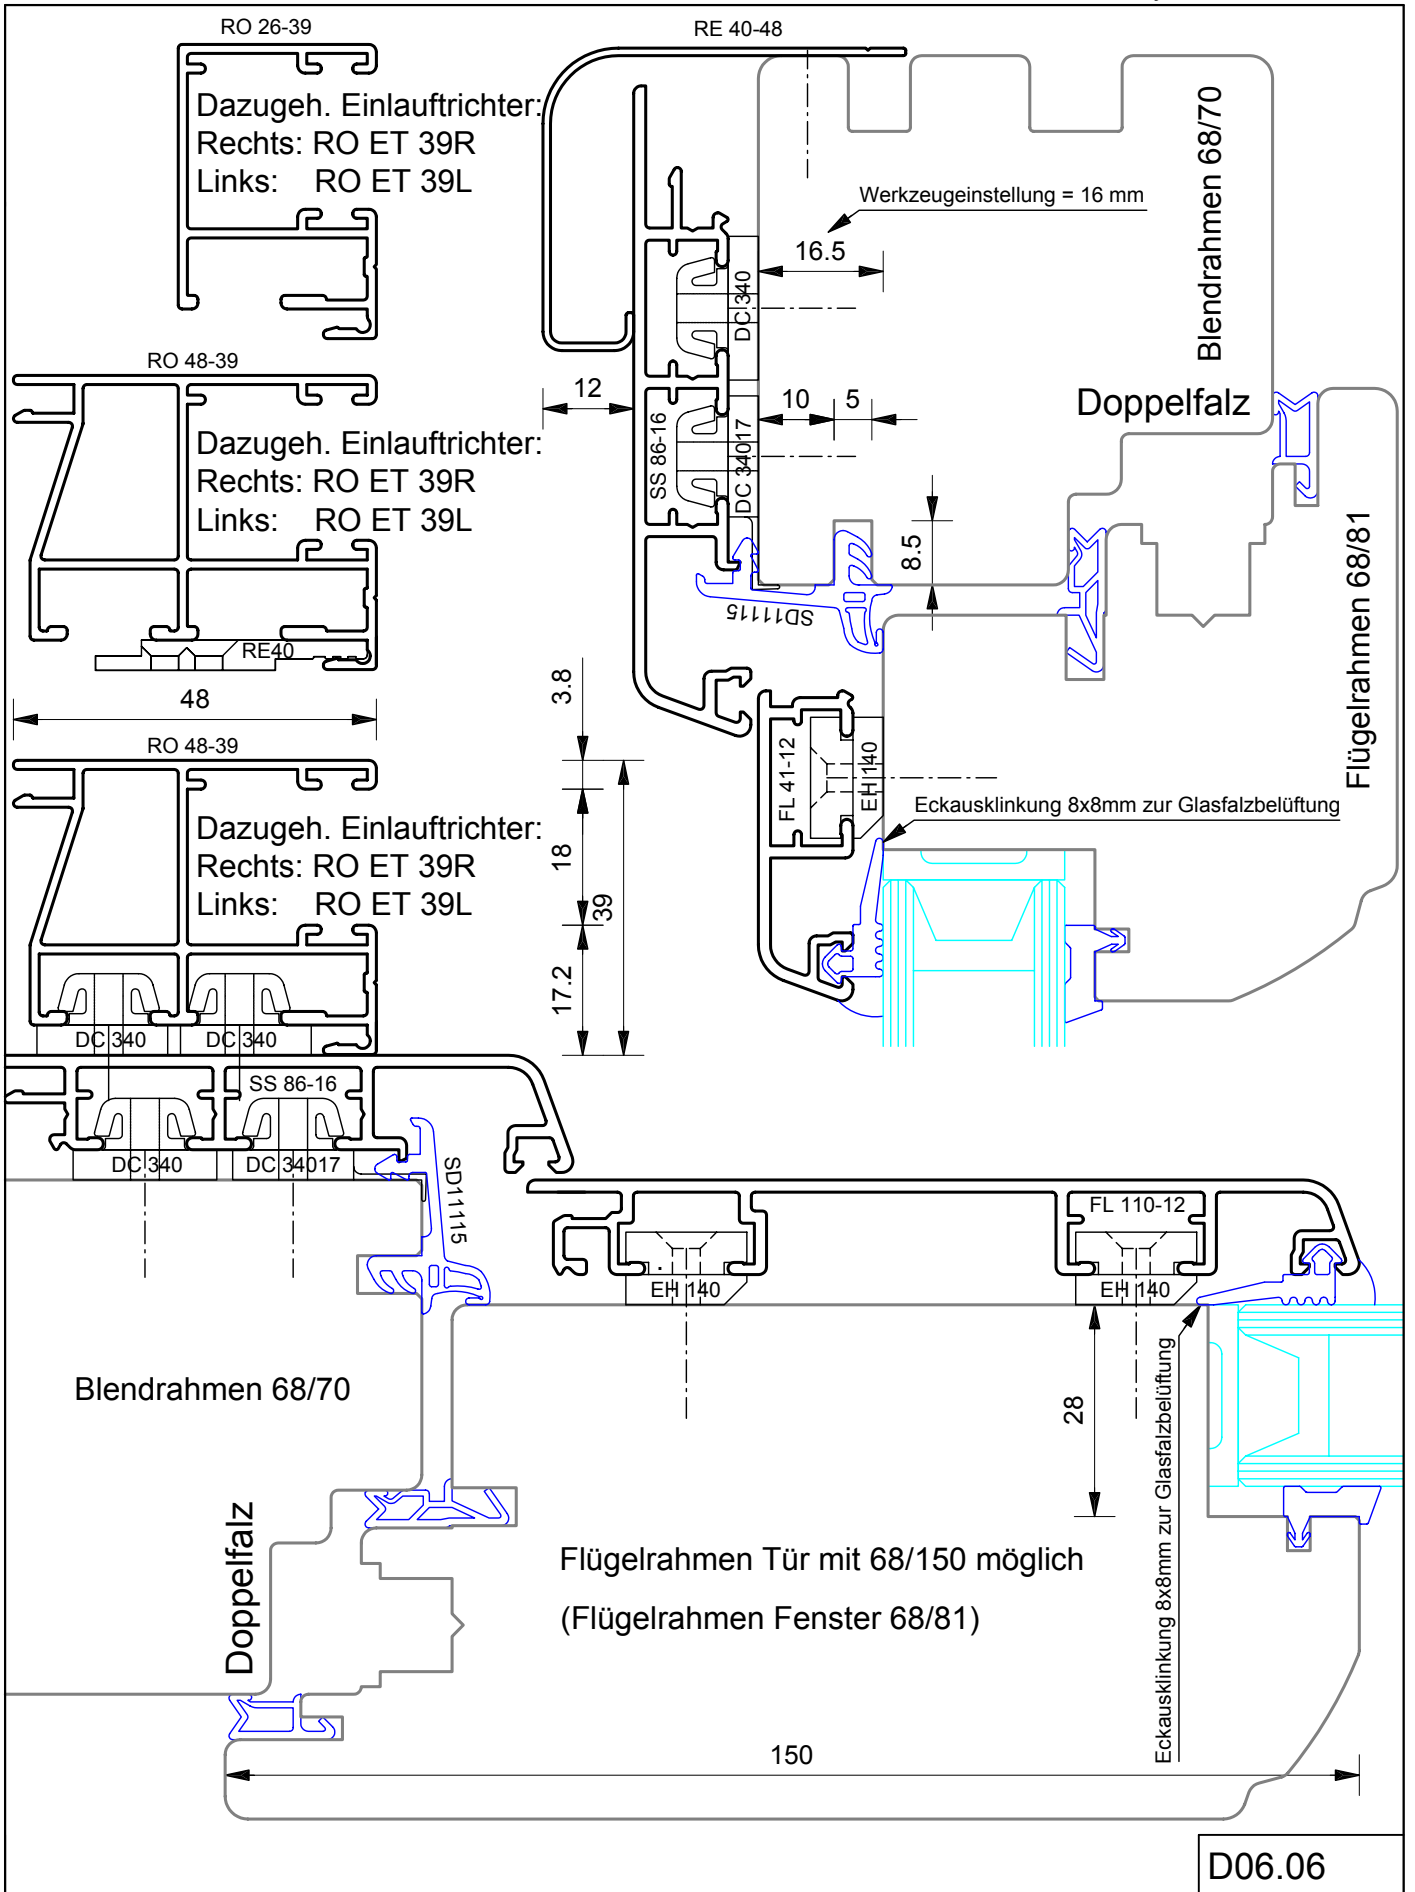 RO 26-39
RE 40-48
Dazugeh. Einlauftrichter:
Rechts: RO ET 39R
Links: RO ET 39L
Blendrahmen 68/70
Werkzeugeinstellung = 16 mm
16.5
DC 340
RO 48-39
12
10
5
Doppelfalz
Dazugeh. Einlauftrichter:
Rechts: RO ET 39R
Links: RO ET 39L
SS 86-16
DC 34017
8.5
SD11115
Flügelrahmen 68/81
RE40
48
3.8
RO 48-39
FL 41-12
EH 140
Eckausklinkung 8x8mm zur Glasfalzbelüftung
Dazugeh. Einlauftrichter:
Rechts: RO ET 39R
Links: RO ET 39L
18
39
17.2
DC 340
DC 340
SS 86-16
DC 340
DC 34017
SD11115
FL 110-12
EH 140
EH 140
Blendrahmen 68/70
28
Eckausklinkung 8x8mm zur Glasfalzbelüftung
Doppelfalz
Flügelrahmen Tür mit 68/150 möglich
(Flügelrahmen Fenster 68/81)
150
D06.06